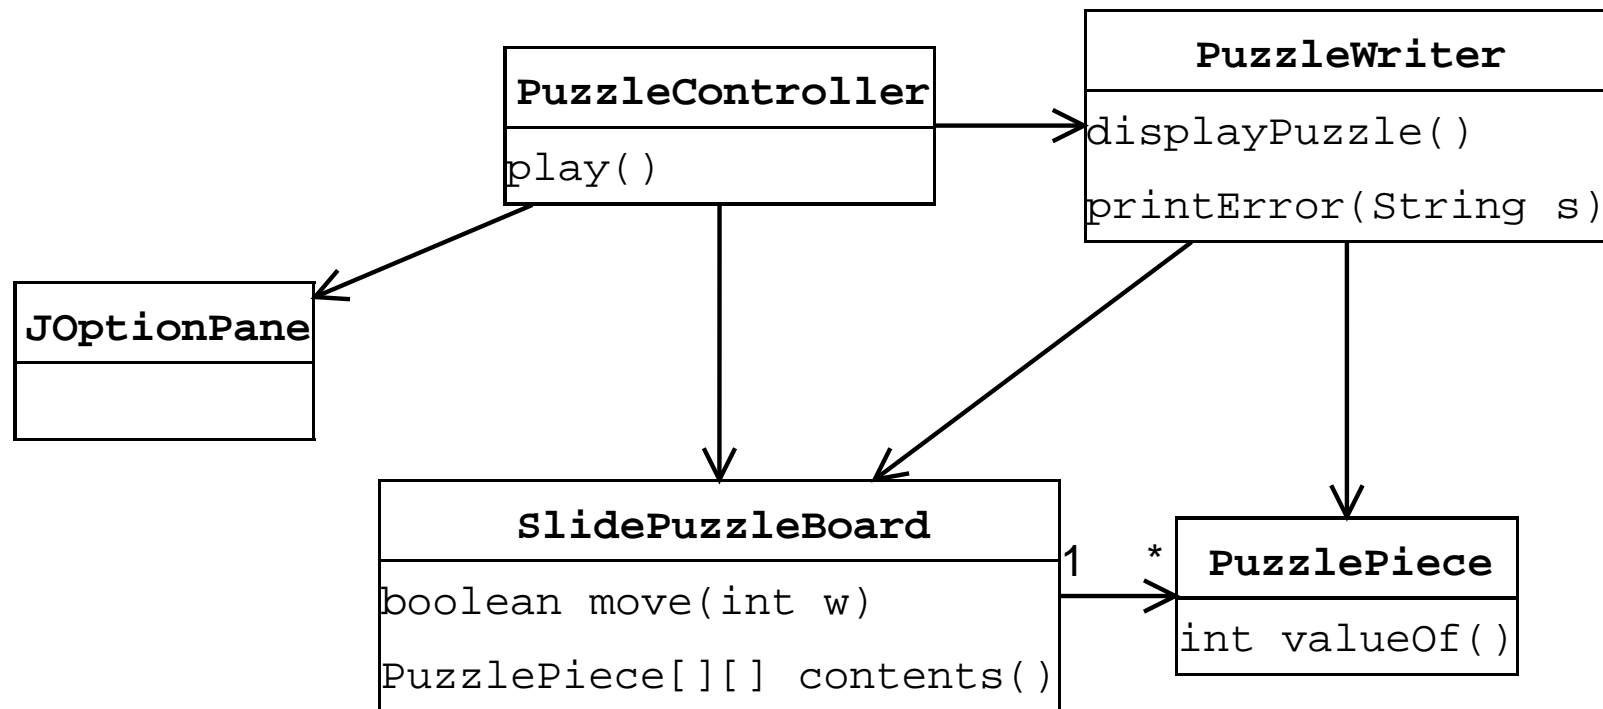 PuzzleController
play()
PuzzleWriter
displayPuzzle()
printError(String s)
JOptionPane
SlidePuzzleBoard
boolean move(int w)
PuzzlePiece[][] contents()
1 *
PuzzlePiece
int valueOf()